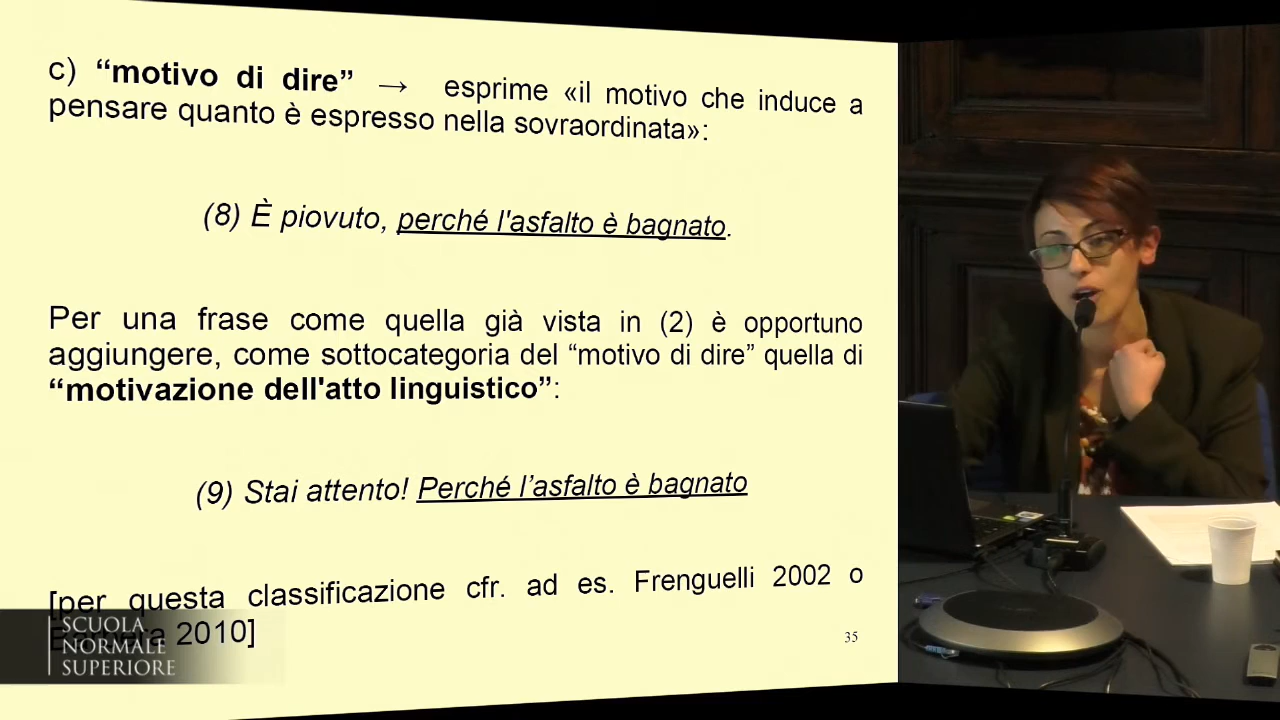 c) “motivo di dire” → esprime «il motivo che induce a
pensare quanto è espresso nella sovraordinata»:
(8) È piovuto, perché l'asfalto è bagnato.
Per una frase come quella già vista in (2) è opportuno
aggiungere, come sottocategoria del “motivo di dire” quella di
“motivazione dell'atto linguistico”:
(9) Stai attento! Perché l’asfalto è bagnato
[per questa classificazione cfr. ad es. Frenguelli 2002 o
2010]
35
SCUOLA
NORMALE
SUPERIORE